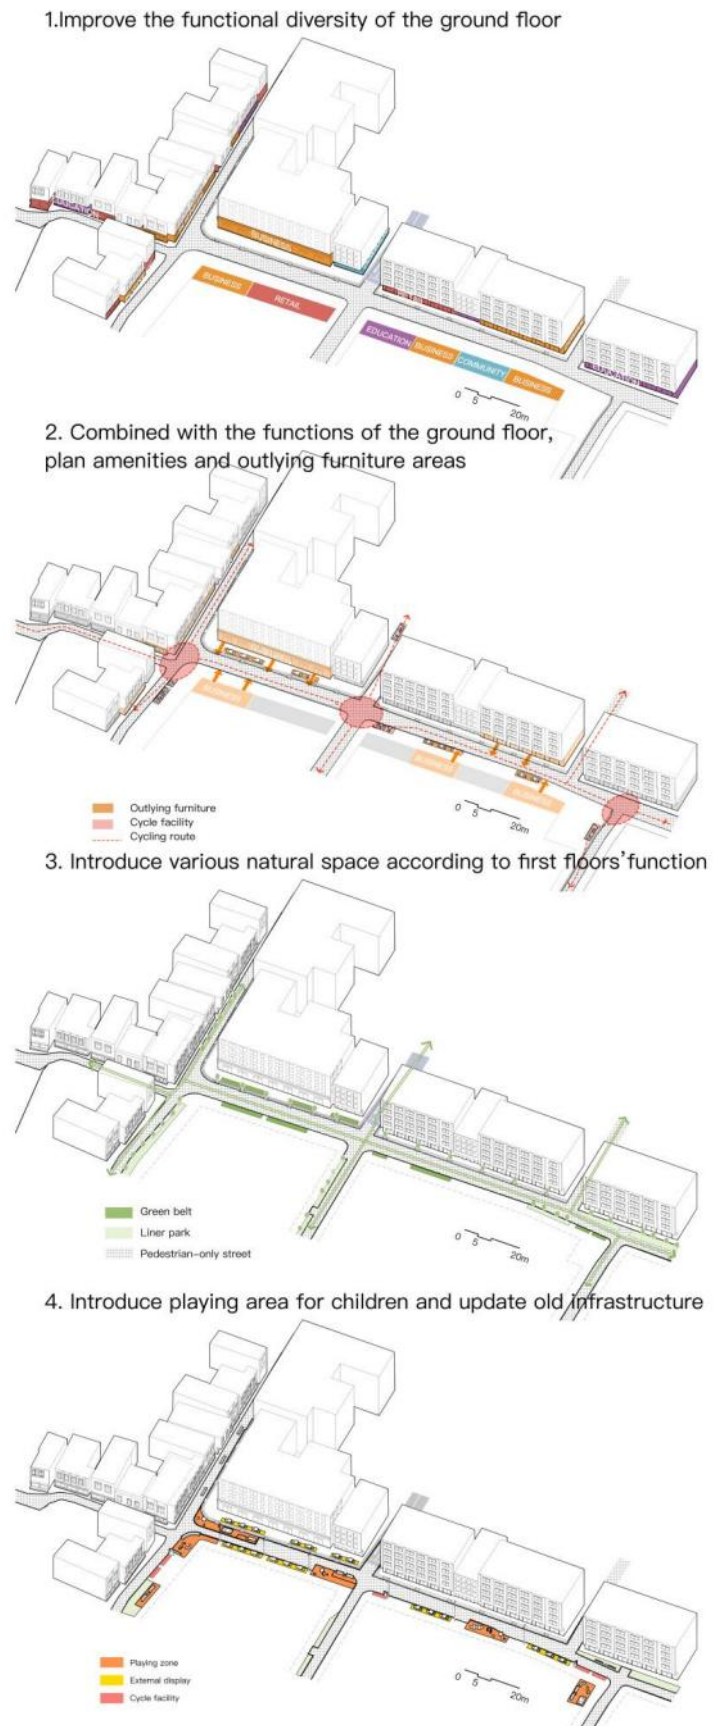 1.Improve the functional diversity of the ground floor
EDUCATION
BUSINESS
BUSINESS
RETAIL
RETAIL
EDUCATION
BUSINESS
COMMUNITY
BUSINESS
EDUCATION
0 5 20m
2. Combined with the functions of the ground floor,
plan amenities and outlying furniture areas
BUSINESS
BUSINESS
BUSINESS
BUSINESS
Outlying furniture
Cycle facility
Cycling route
0 5 20m
3. Introduce various natural space according to first floors'function
Green belt
Liner park
Pedestrian-only street
0 5 20m
4. Introduce playing area for children and update old infrastructure
Playing zone
External display
Cycle facility
0 5 20m